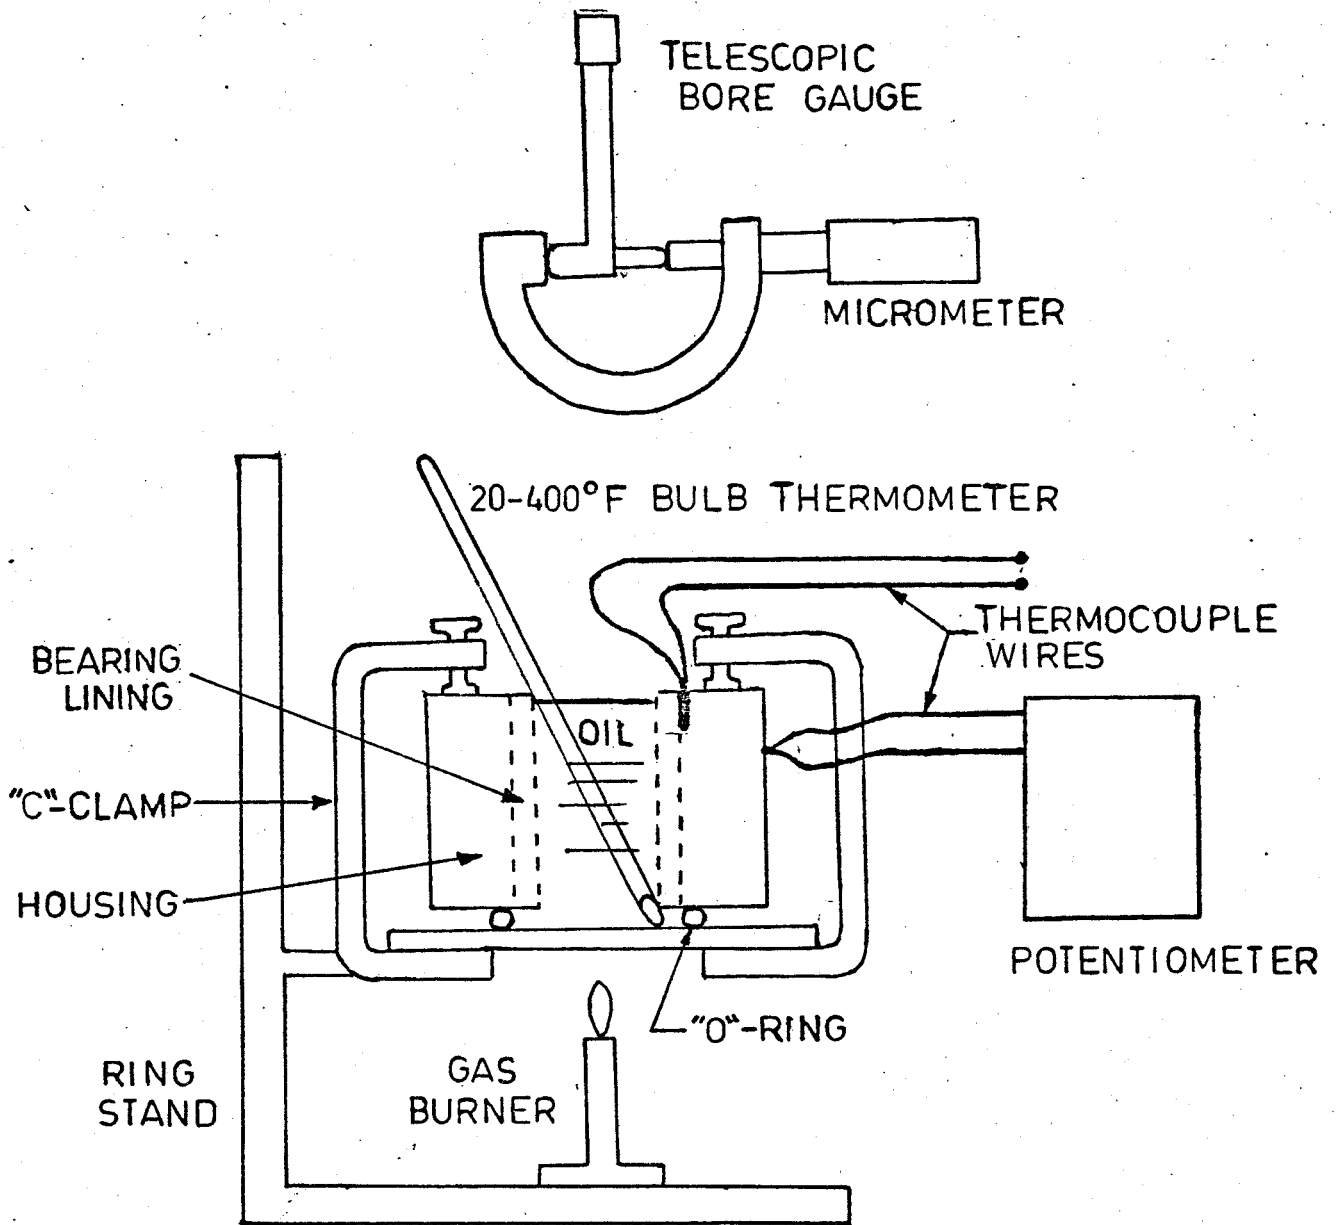 TELESCOPIC
BORE GAUGE
MICROMETER
20-400°F BULB THERMOMETER
THERMOCOUPLE
WIRES
BEARING
LINING
OIL
"C"-CLAMP
HOUSING
POTENTIOMETER
"O"-RING
RING
STAND
GAS
BURNER